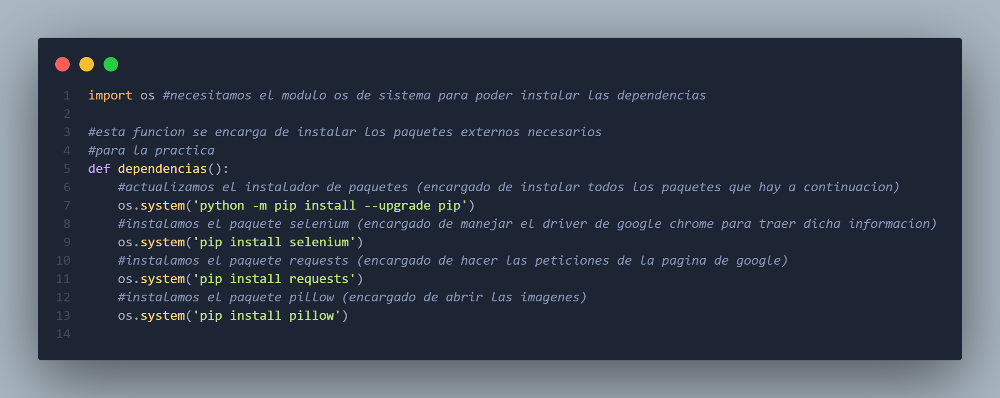 1 import os #necesitamos el modulo os de sistema para poder instalar las dependencias
2
3 #esta funcion se encarga de instalar los paquetes externos necesarios
4 #para la practica
5 def dependencias():
6     #actualizamos el instalador de paquetes (encargado de instalar todos los paquetes que hay a continuacion)
7     os.system('python -m pip install --upgrade pip')
8     #instalamos el paquete selenium (encargado de manejar el driver de google chrome para traer dicha informacion)
9     os.system('pip install selenium')
10     #instalamos el paquete requests (encargado de hacer las peticiones de la pagina de google)
11     os.system('pip install requests')
12     #instalamos el paquete pillow (encargado de abrir las imagenes)
13     os.system('pip install pillow')
14